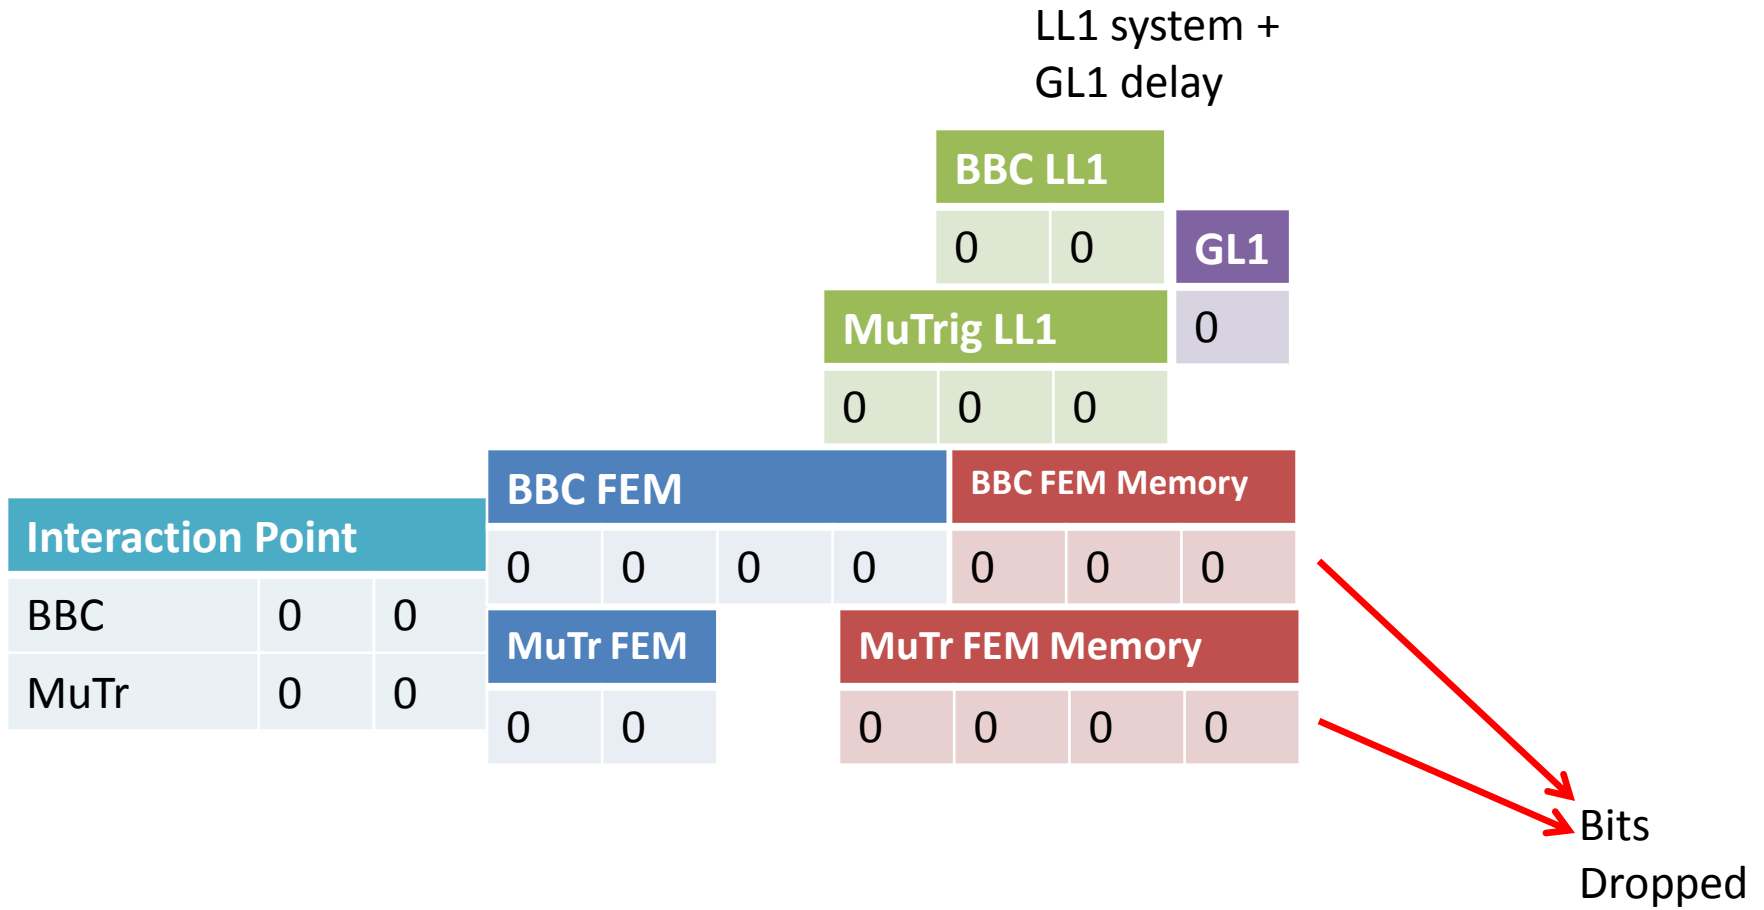 LL1 system +
GL1 delay
BBC LL1
0 0
GL1
0
MuTrig LL1
0 0 0
BBC FEM
BBC FEM Memory
0 0 0 0 0 0 0
Interaction Point
BBC 0 0
MuTr 0 0
MuTr FEM
MuTr FEM Memory
0 0
0 0 0 0
Bits
Dropped